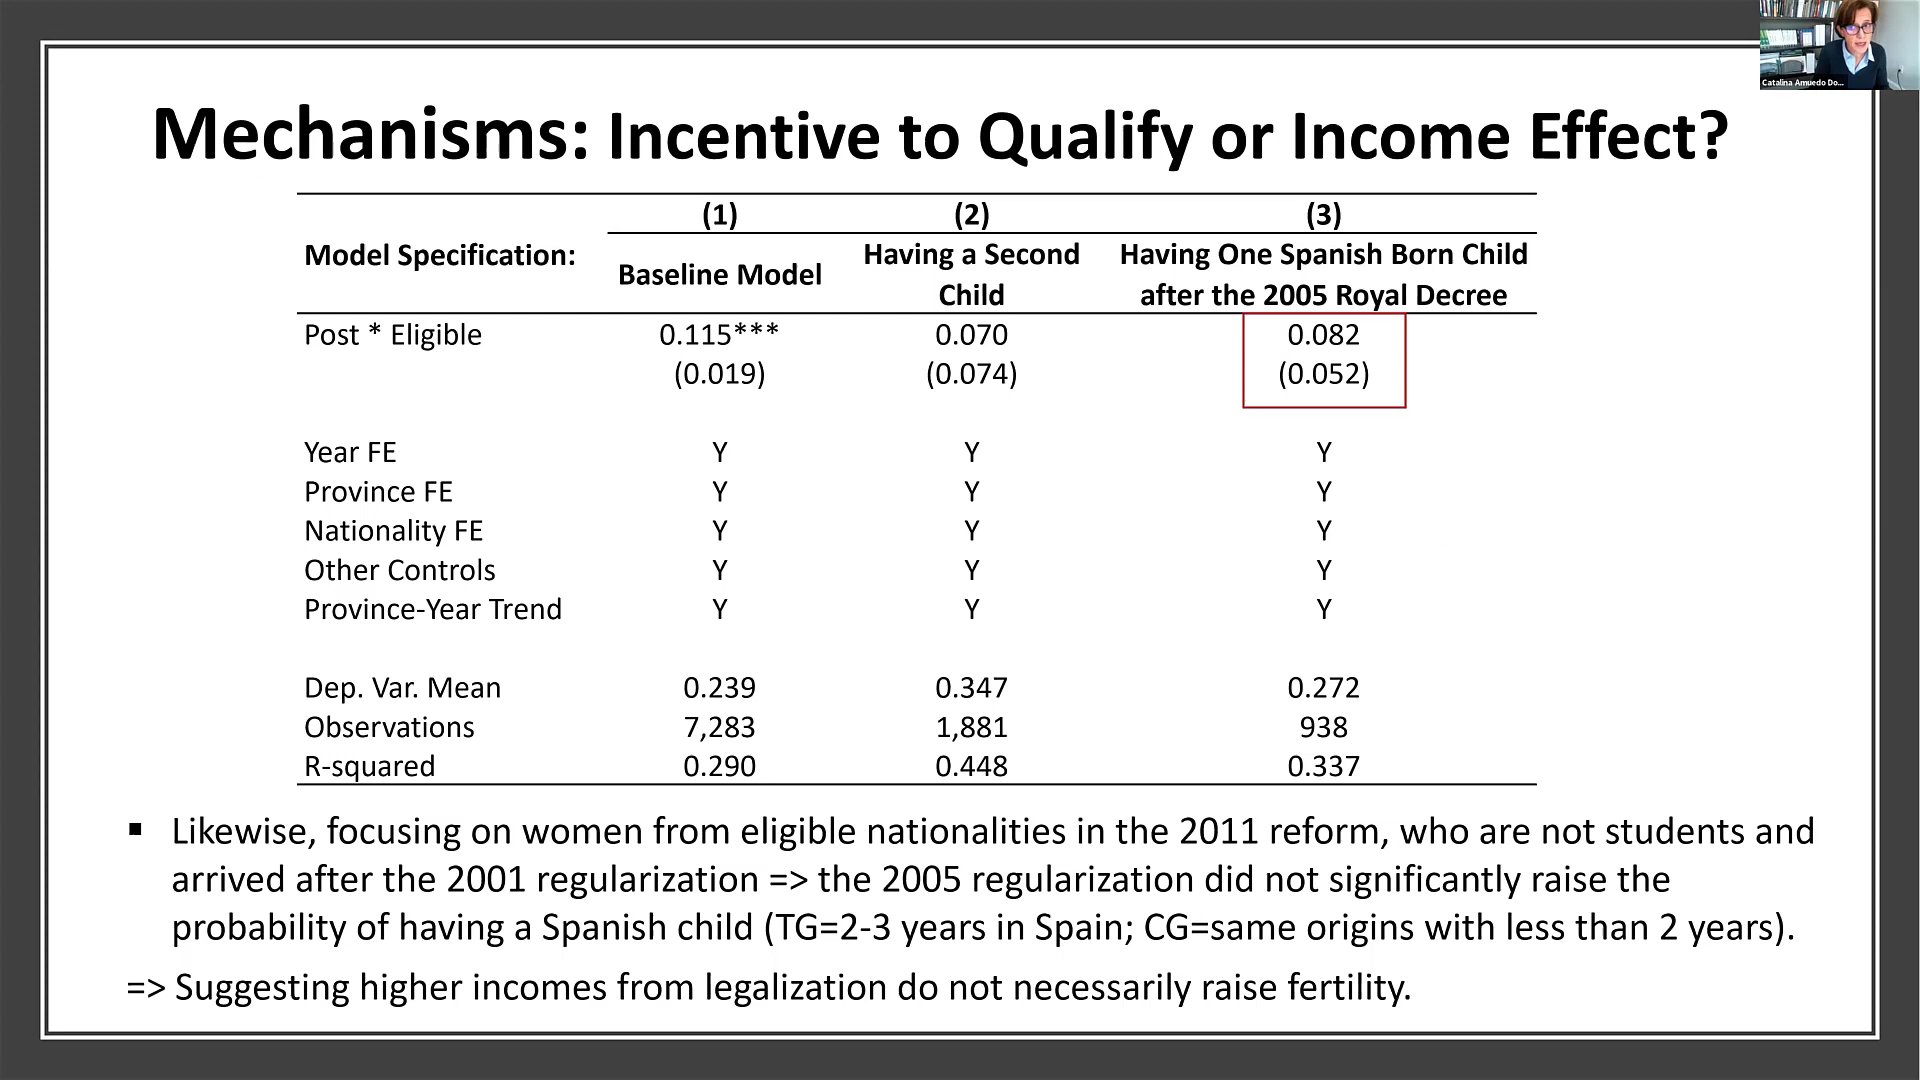 Catalina Amuedo Do...
Mechanisms: Incentive to Qualify or Income Effect?
(1) (2) (3)
Model Specification: Baseline Model Having a Second Child Having One Spanish Born Child after the 2005 Royal Decree
Post * Eligible 0.115*** 0.070 0.082
(0.019) (0.074) (0.052)
Year FE Y Y Y
Province FE Y Y Y
Nationality FE Y Y Y
Other Controls Y Y Y
Province-Year Trend Y Y Y
Dep. Var. Mean 0.239 0.347 0.272
Observations 7,283 1,881 938
R-squared 0.290 0.448 0.337
▪ Likewise, focusing on women from eligible nationalities in the 2011 reform, who are not students and
arrived after the 2001 regularization => the 2005 regularization did not significantly raise the
probability of having a Spanish child (TG=2-3 years in Spain; CG=same origins with less than 2 years).
=> Suggesting higher incomes from legalization do not necessarily raise fertility.